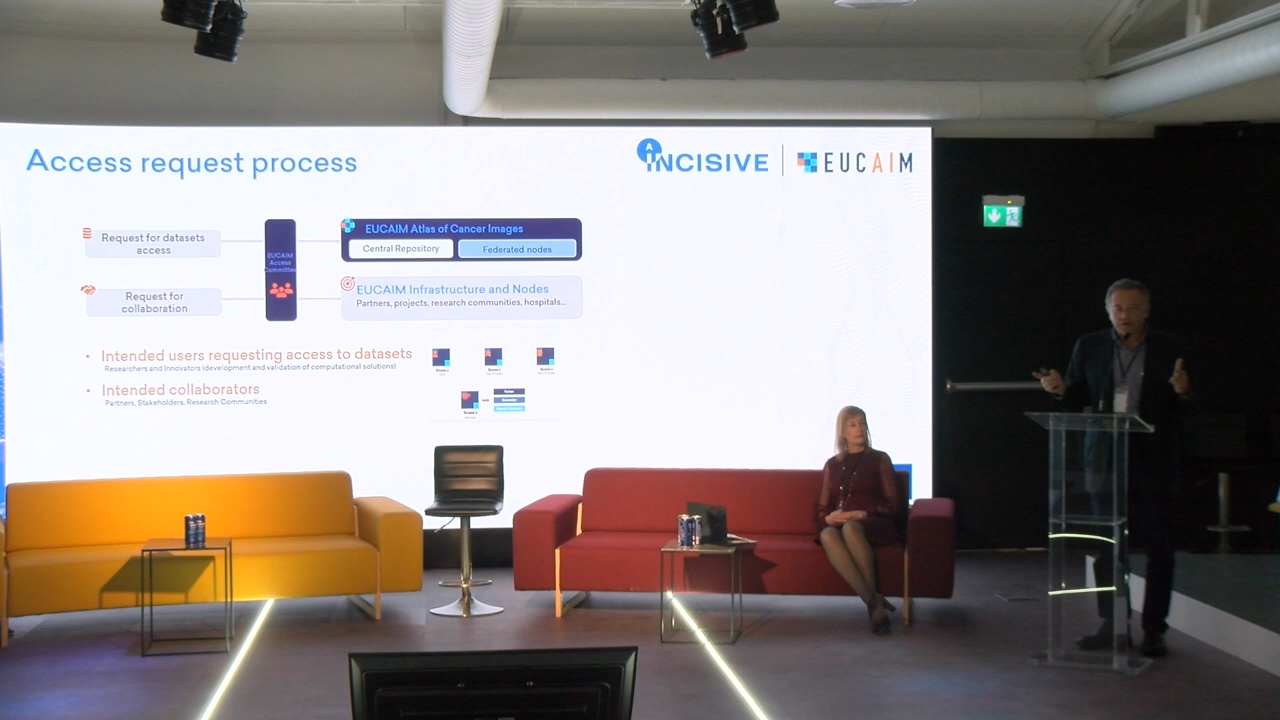 Access request process
INCISIVE | EUCAIM
Request for datasets
access
Request for
collaboration
EUCAIM
Access
Committee
EUCAIM Atlas of Cancer Images
Central Repository
Federated nodes
EUCAIM Infrastructure and Nodes
Partners, projects, research communities, hospitals...
• Intended users requesting access to datasets
Researchers and Innovators (development and validation of computational solutions)
• Intended collaborators
Partners, Stakeholders, Research Communities